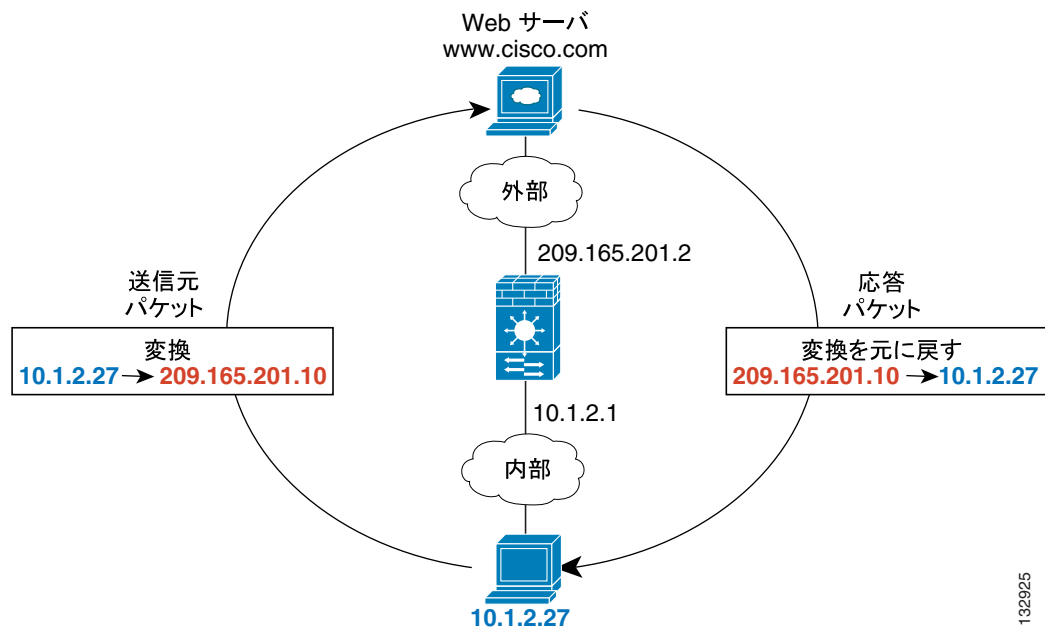 Web サーバ
www.cisco.com
外部
209.165.201.2
送信元
パケット
変換
10.1.2.27 → 209.165.201.10
応答
パケット
変換を元に戻す
209.165.201.10 → 10.1.2.27
10.1.2.1
内部
10.1.2.27
132925